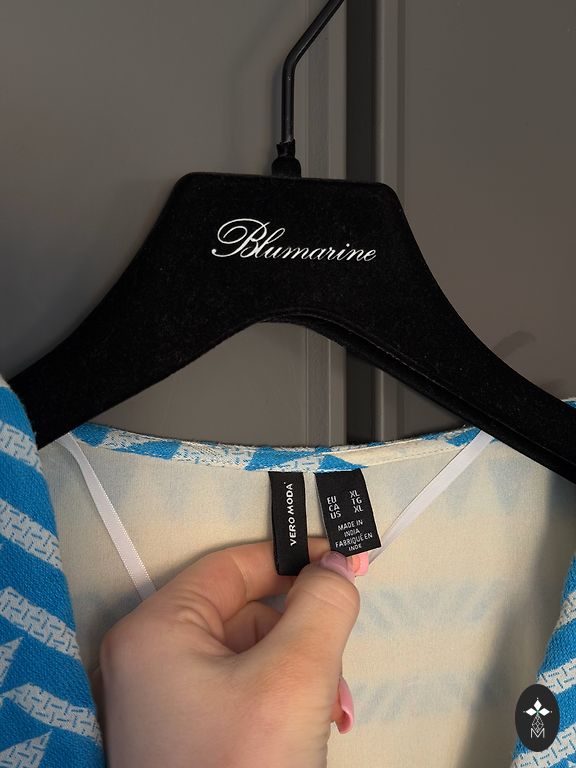 Blumarine
VERO MODA
EU XL
CA TG
US XL
MADE IN
INDIA
FABRIQUÉ EN
INDE
M